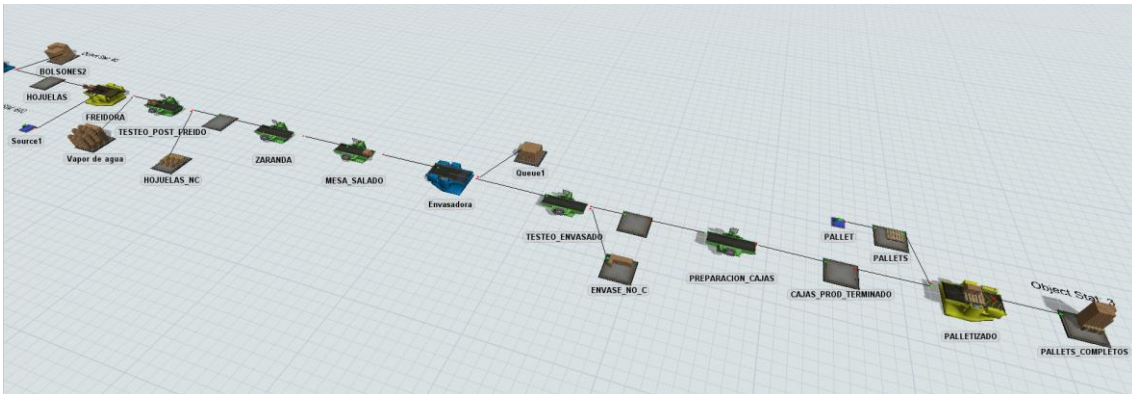 BOLSONES2
HOJUELAS
FREIDORA
Source1
TESTEO_POST_FREIDO
Vapor de agua
HOJUELAS_NC
ZARANDA
MESA_SALADO
Envasadora
Queue1
TESTEO_ENVASADO
ENVASE_NO_C
PREPARACION_CAJAS
PALLET
PALLETS
CAJAS_PROD_TERMINADO
PALLETIZADO
Object Stat_3
PALLETS_COMPLETOS